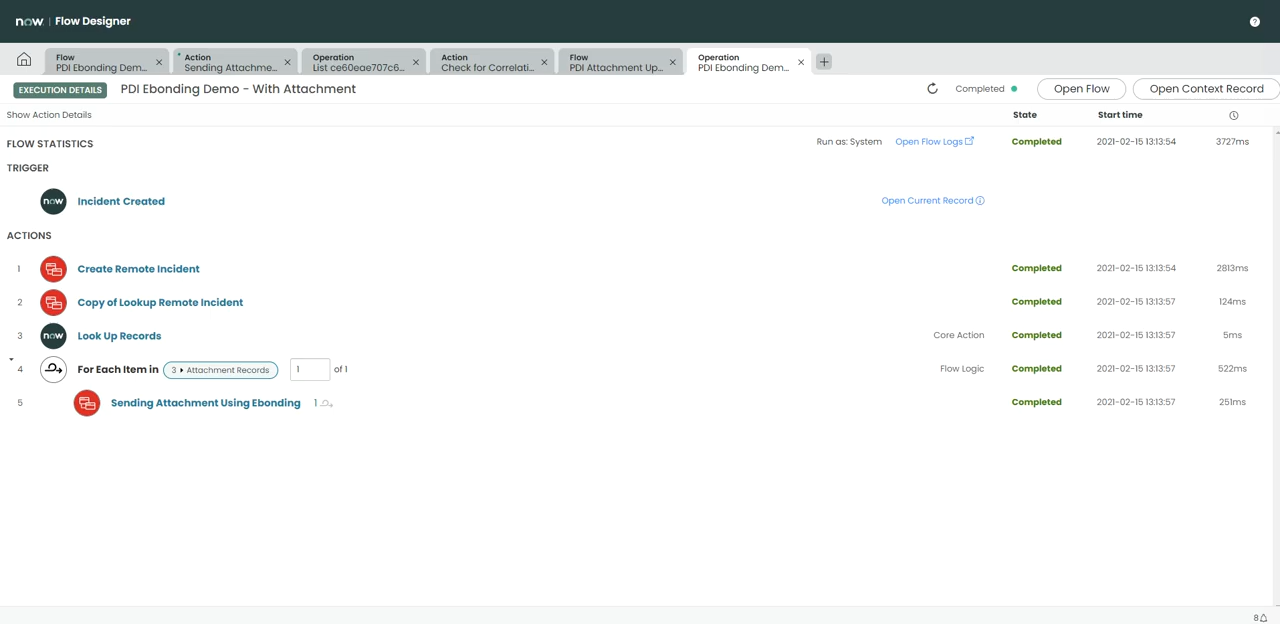 now | Flow Designer
?
Flow
PDI Ebonding Dem...
Action
Sending Attachme...
Operation
List ce60eae707c6...
Action
Check for Correlati...
Flow
PDI Attachment Up...
Operation
PDI Ebonding Dem...
EXECUTION DETAILS PDI Ebonding Demo - With Attachment Completed Open Flow Open Context Record
Show Action Details State Start time
FLOW STATISTICS Run as: System Open Flow Logs Completed 2021-02-15 13:13:54 3727ms
TRIGGER
now Incident Created Open Current Record
ACTIONS
1 Create Remote Incident Completed 2021-02-15 13:13:54 2813ms
2 Copy of Lookup Remote Incident Completed 2021-02-15 13:13:57 124ms
3 now Look Up Records Core Action Completed 2021-02-15 13:13:57 5ms
4 For Each Item in 3 Attachment Records 1 of 1 Flow Logic Completed 2021-02-15 13:13:57 522ms
5 Sending Attachment Using Ebonding 1 Completed 2021-02-15 13:13:57 251ms
8